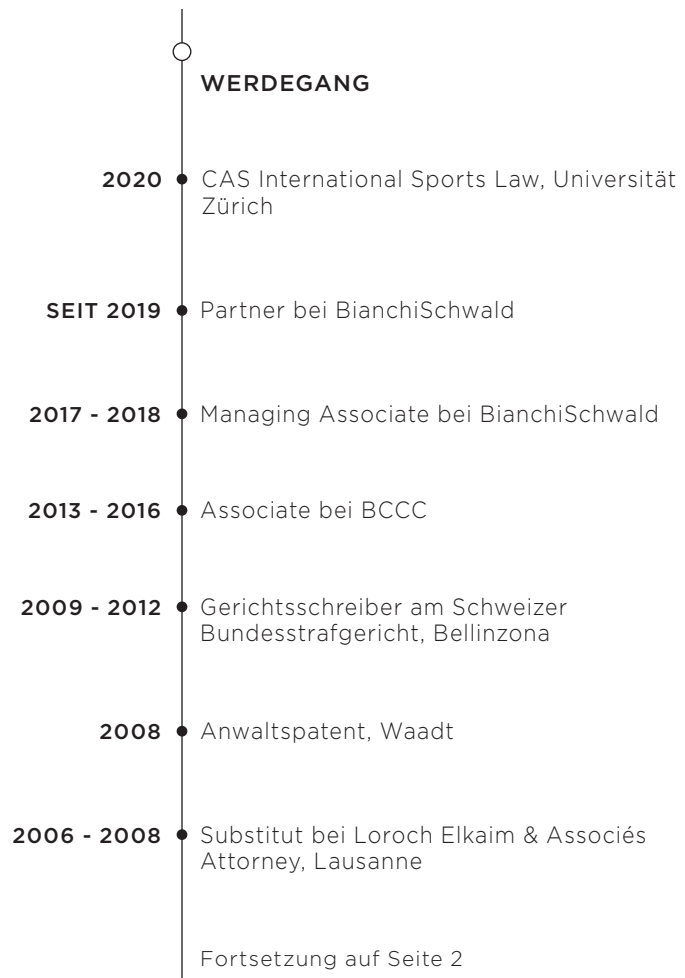 WERDEGANG
2020 CAS International Sports Law, Universität
Zürich
SEIT 2019 Partner bei BianchiSchwald
2017 - 2018 Managing Associate bei BianchiSchwald
2013 - 2016 Associate bei BCCC
2009 - 2012 Gerichtsschreiber am Schweizer
Bundesstrafgericht, Bellinzona
2008 Anwaltspatent, Waadt
2006 - 2008 Substitut bei Loroch Elkaim & Associés
Attorney, Lausanne
Fortsetzung auf Seite 2